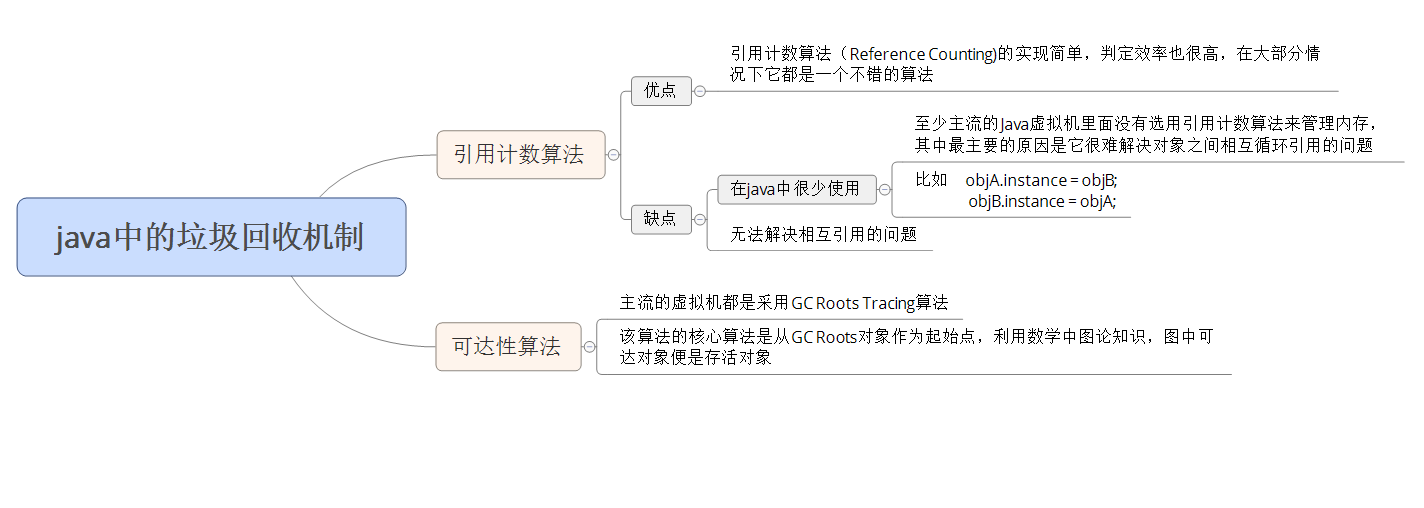 java中的垃圾回收机制
引用计数算法
优点
引用计数算法（Reference Counting)的实现简单，判定效率也很高，在大部分情
况下它都是一个不错的算法
缺点
在java中很少使用
至少主流的Java虚拟机里面没有选用引用计数算法来管理内存，
其中最主要的原因是它很难解决对象之间相互循环引用的问题
比如 objA.instance = objB;
objB.instance = objA;
无法解决相互引用的问题
可达性算法
主流的虚拟机都是采用GC Roots Tracing算法
该算法的核心算法是从GC Roots对象作为起始点，利用数学中图论知识，图中可
达对象便是存活对象